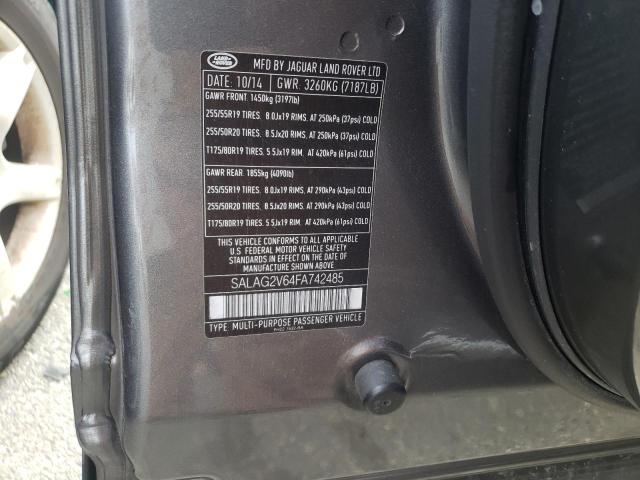 LAND ROVER
MFD BY JAGUAR LAND ROVER LTD
DATE: 10/14 GWR: 3260KG (7187LB)
GAWR FRONT: 1450kg (3197lb)
255/55R19 TIRES. 8.0Jx19 RIMS. AT 250kPa (37psi) COLD
255/50R20 TIRES. 8.5Jx20 RIMS. AT 250kPa (37psi) COLD
T175/80R19 TIRES. 5.5Jx19 RIM. AT 420kPa (61psi) COLD
GAWR REAR: 1855kg (4090lb)
255/55R19 TIRES. 8.0Jx19 RIMS. AT 290kPa (43psi) COLD
255/50R20 TIRES. 8.5Jx20 RIMS. AT 290kPa (43psi) COLD
T175/80R19 TIRES. 5.5Jx19 RIM. AT 420kPa (61psi) COLD
THIS VEHICLE CONFORMS TO ALL APPLICABLE
U.S FEDERAL MOTOR VEHICLE SAFETY
STANDARDS IN EFFECT ON THE DATE OF
MANUFACTURE SHOWN ABOVE.
SALAG2V64FA742485
TYPE: MULTI-PURPOSE PASSENGER VEHICLE